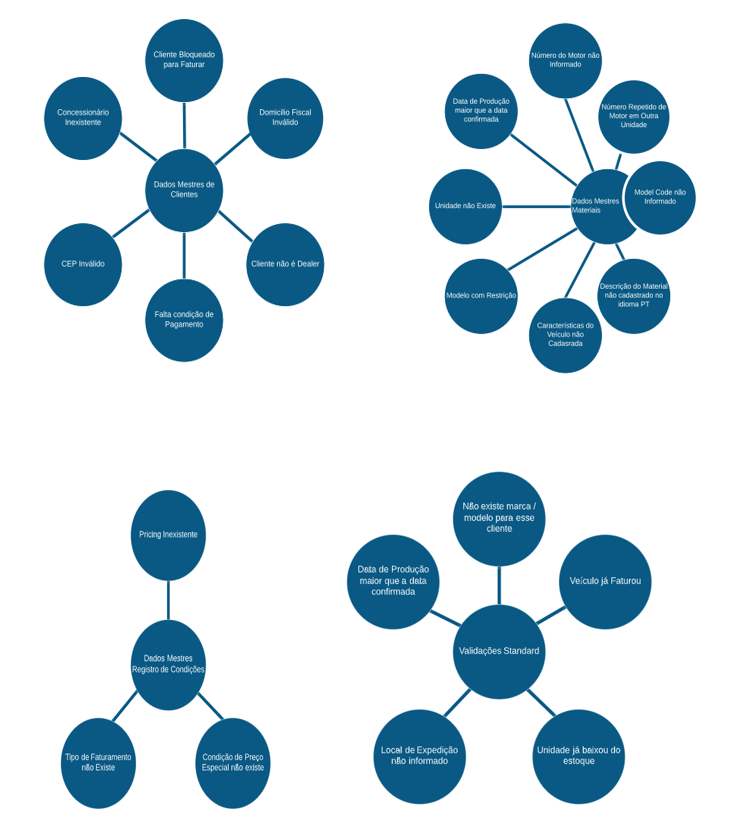 Cliente Bloqueado
para Faturar
Concessionário
Inexistente
Domicílio Fiscal
Inválido
Dados Mestres de
Clientes
CEP Inválido
Cliente não é Dealer
Falta condição de
Pagamento
Número do Motor não
Informado
Data de Produção
maior que a data
confirmada
Número Repetido de
Motor em Outra
Unidade
Unidade não Existe
Dados Mestres
Materiais
Model Code não
Informado
Modelo com Restrição
Descrição do Material
não cadastrado no
idioma PT
Características do
Veículo não
Cadasrada
Pricing Inexistente
Dados Mestres
Registro de Condições
Tipo de Faturamento
não Existe
Condição de Preço
Especial não existe
Não existe marca /
modelo para esse
cliente
Data de Produção
maior que a data
confirmada
Veículo já Faturou
Validações Standard
Local de Expedição
não informado
Unidade já baixou do
estoque